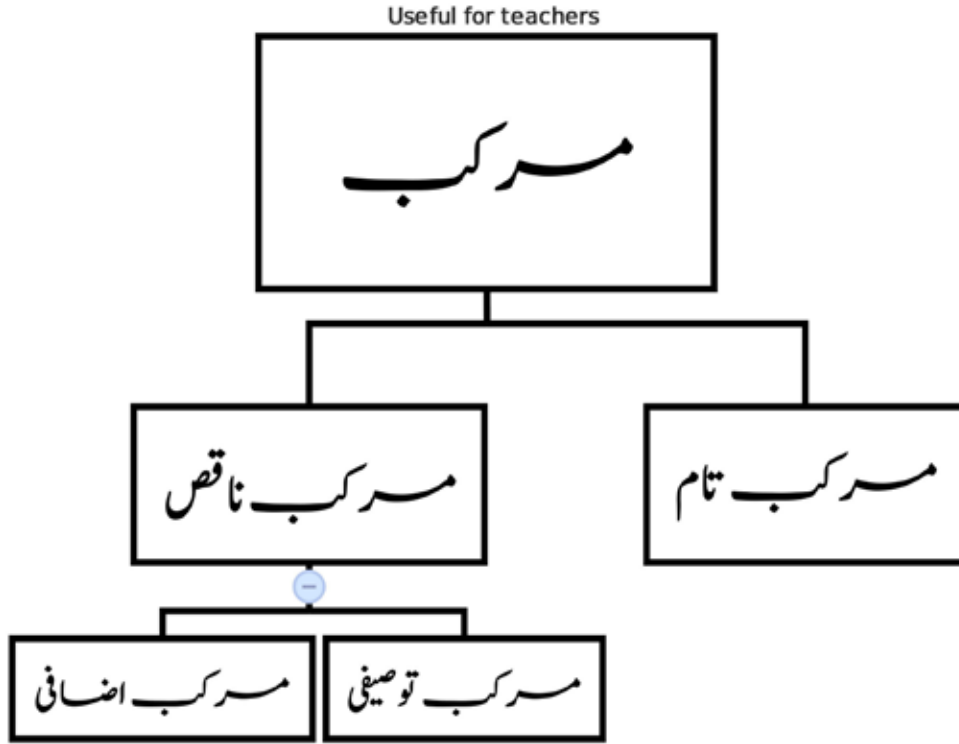 Useful for teachers
مرکب
مرکب تام
مرکب ناقص
مرکب توصیفی
مرکب اضافی